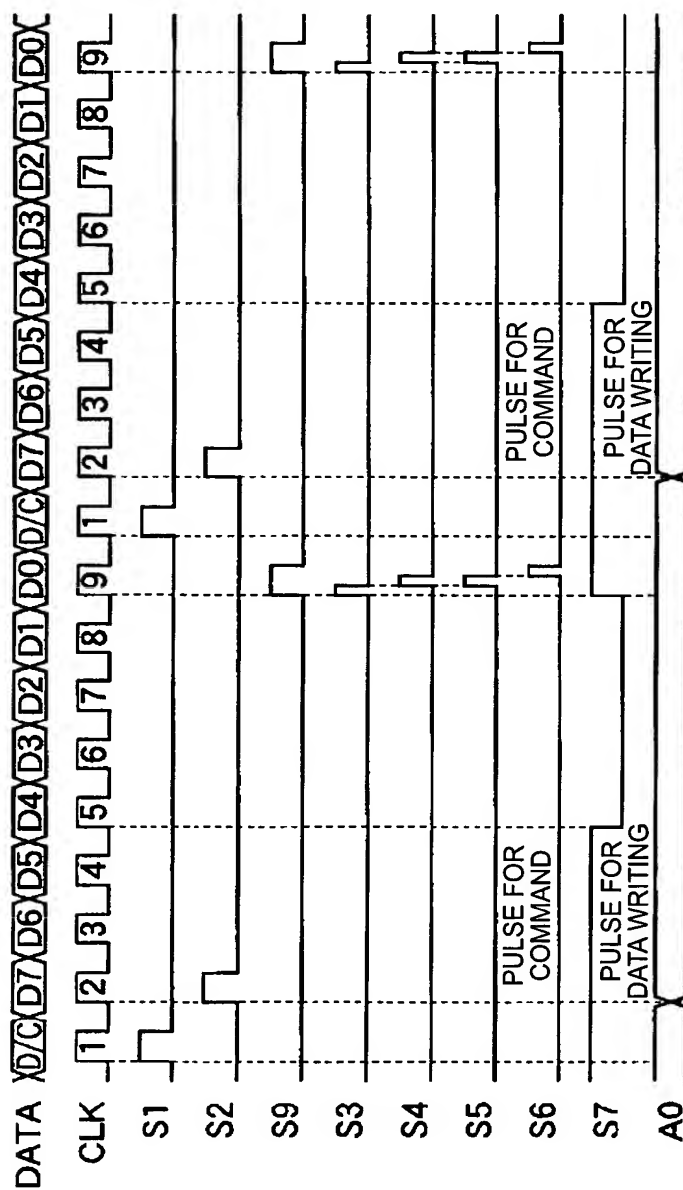 DATA D/C D7 D6 D5 D4 D3 D2 D1 D0 D/C D7 D6 D5 D4 D3 D2 D1 D0
CLK 1 2 3 4 5 6 7 8 9 1 2 3 4 5 6 7 8 9
S1
S2
S9
S3
S4
S5
S6
PULSE FOR
COMMAND
PULSE FOR
COMMAND
S7
PULSE FOR
DATA WRITING
PULSE FOR
DATA WRITING
A0